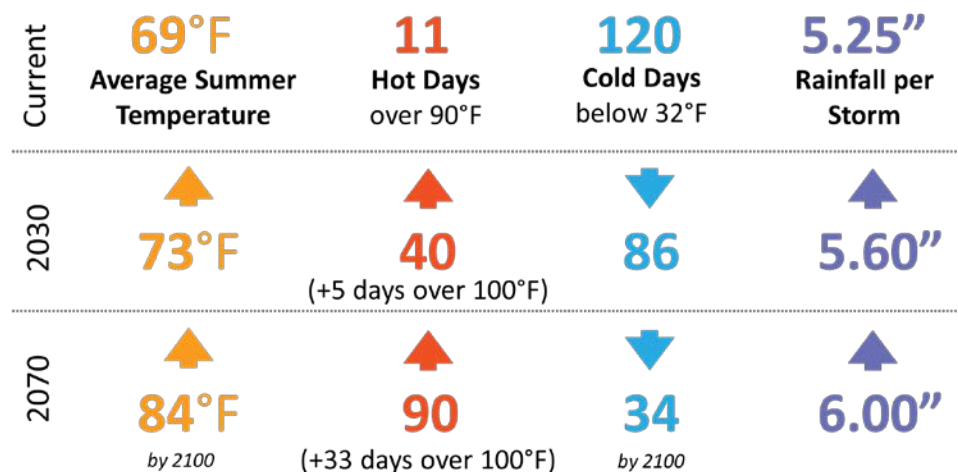 Current
69°F
Average Summer
Temperature
11
Hot Days
over 90°F
120
Cold Days
below 32°F
5.25”
Rainfall per
Storm
2030
73°F
40
(+5 days over 100°F)
86
5.60”
2070
84°F
by 2100
90
(+33 days over 100°F)
34
by 2100
6.00”